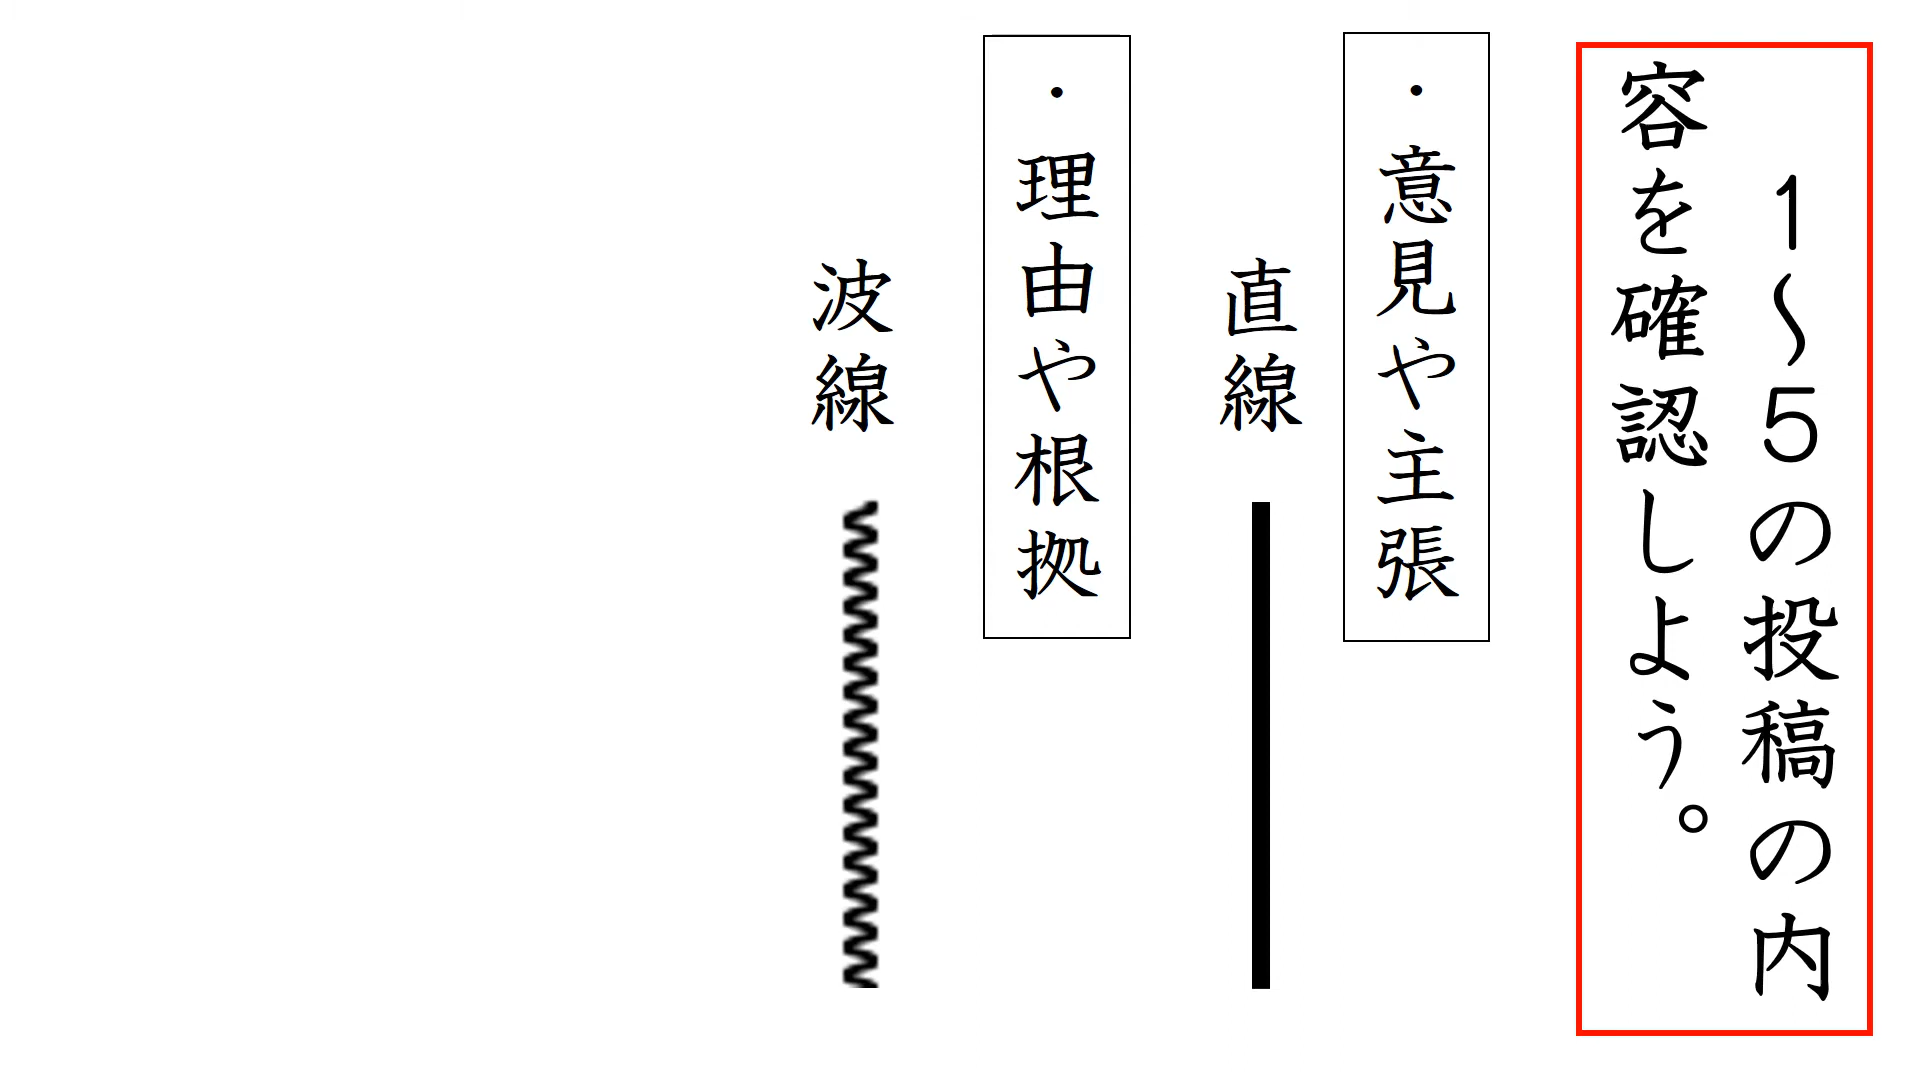 1～5の投稿の内
容を確認しよう。
・意見や主張
直線
・理由や根拠
波線